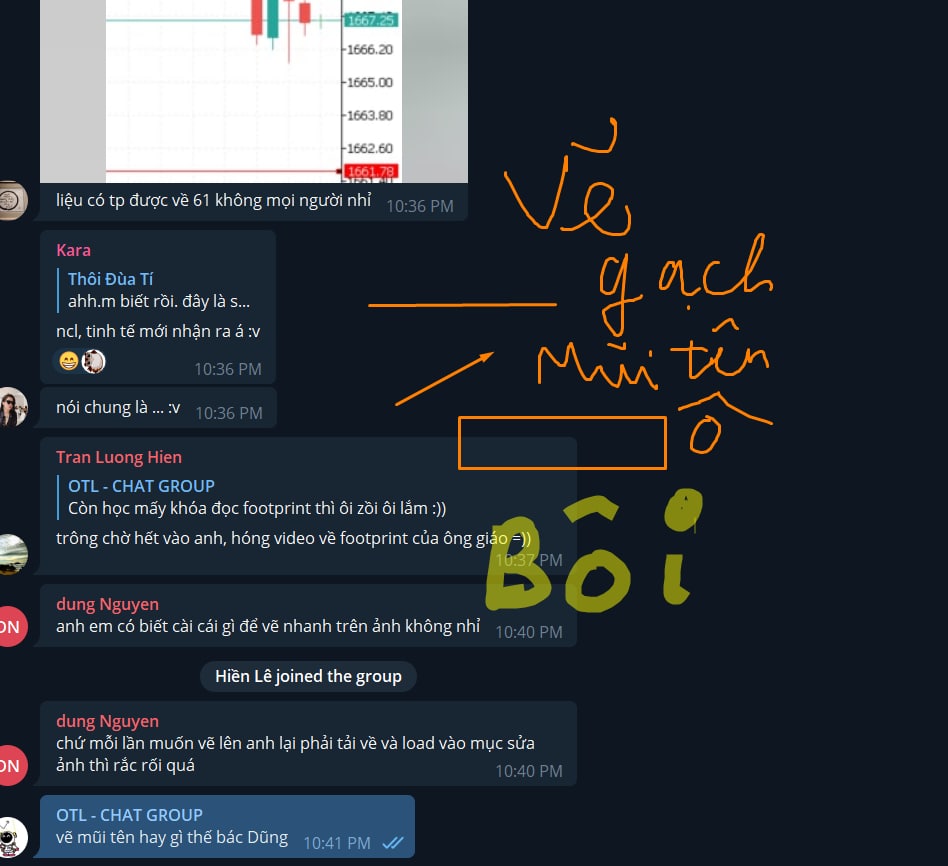 1667.25
1666.20
1665.00
1663.80
1662.60
1661.78
liệu có tp được về 61 không mọi người nhỉ 10:36 PM
Kara
Thôi Đùa Tí
ahh.m biết rồi. đây là s...
ncl, tinh tế mới nhận ra á :v
10:36 PM
nói chung là ... :v 10:36 PM
Tran Luong Hien
OTL - CHAT GROUP
Còn học mấy khóa đọc footprint thì ôi zồi ôi lắm :))
trông chờ hết vào anh, hóng video về footprint của ông giáo =))
10:37 PM
dung Nguyen
anh em có biết cài cái gì để vẽ nhanh trên ảnh không nhỉ 10:40 PM
Hiền Lê joined the group
dung Nguyen
chứ mỗi lần muốn vẽ lên anh lại phải tải về và load vào mục sửa
ảnh thì rắc rối quá
10:40 PM
OTL - CHAT GROUP
vẽ mũi tên hay gì thế bác Dũng 10:41 PM
DN
DN
Vẽ
gạch
Mũi tên
Ô
Bôi